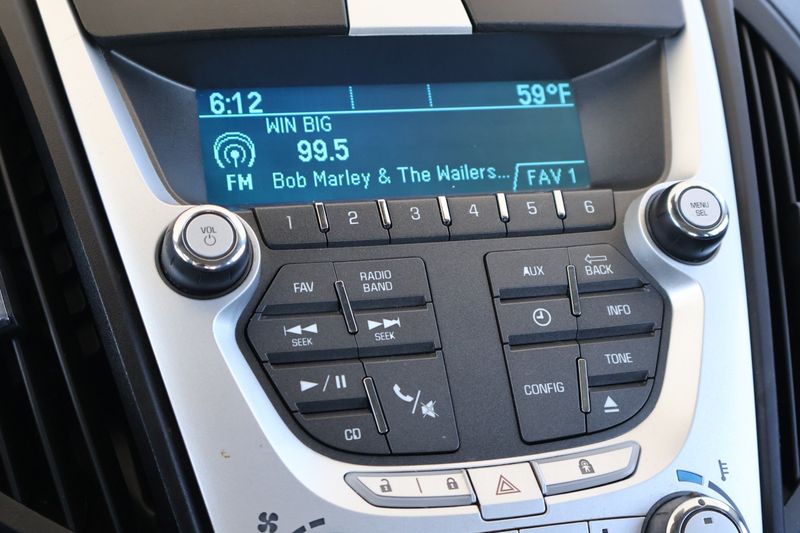 6:12 59°F
WIN BIG
99.5
FM Bob Marley & The Wailers... FAV 1
1 2 3 4 5 6
VOL
MENU
SEL
FAV
RADIO
BAND
AUX
BACK
SEEK
SEEK
INFO
TONE
CONFIG
CD